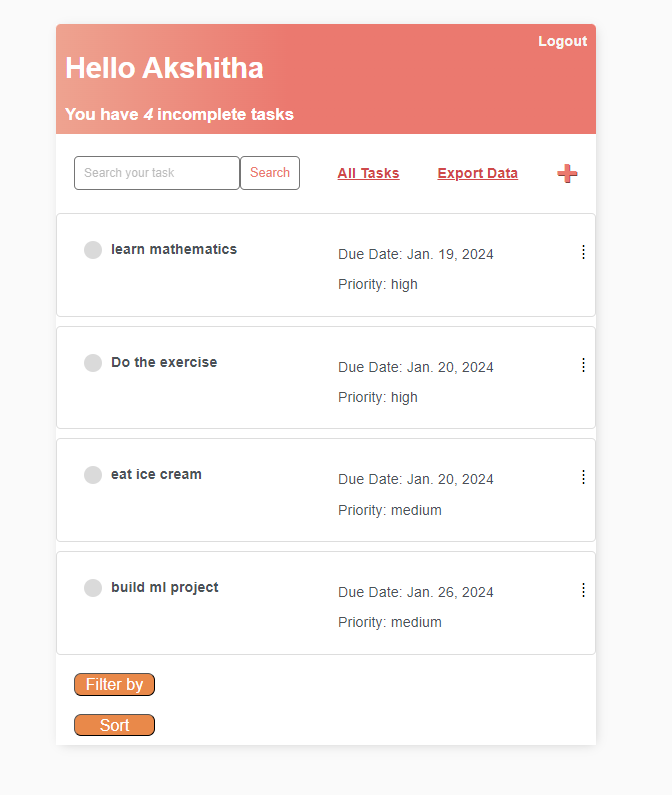 Logout
Hello Akshitha
You have 4 incomplete tasks
Search your task
Search
All Tasks
Export Data
learn mathematics
Due Date: Jan. 19, 2024
Priority: high
Do the exercise
Due Date: Jan. 20, 2024
Priority: high
eat ice cream
Due Date: Jan. 20, 2024
Priority: medium
build ml project
Due Date: Jan. 26, 2024
Priority: medium
Filter by
Sort